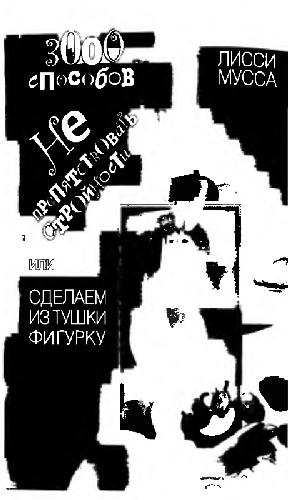 3000
способов
Не
препятствовать
стройности
или
СДЕЛАЕМ
ИЗ ТУШКИ
ФИГУРКУ
ЛИССИ
МУССА